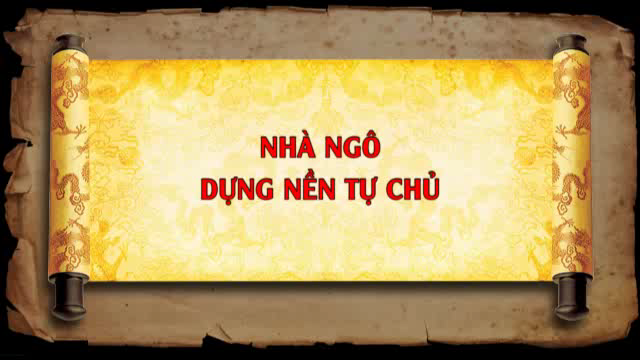 NHÀ NGÔ
DỰNG NỀN TỰ CHỦ